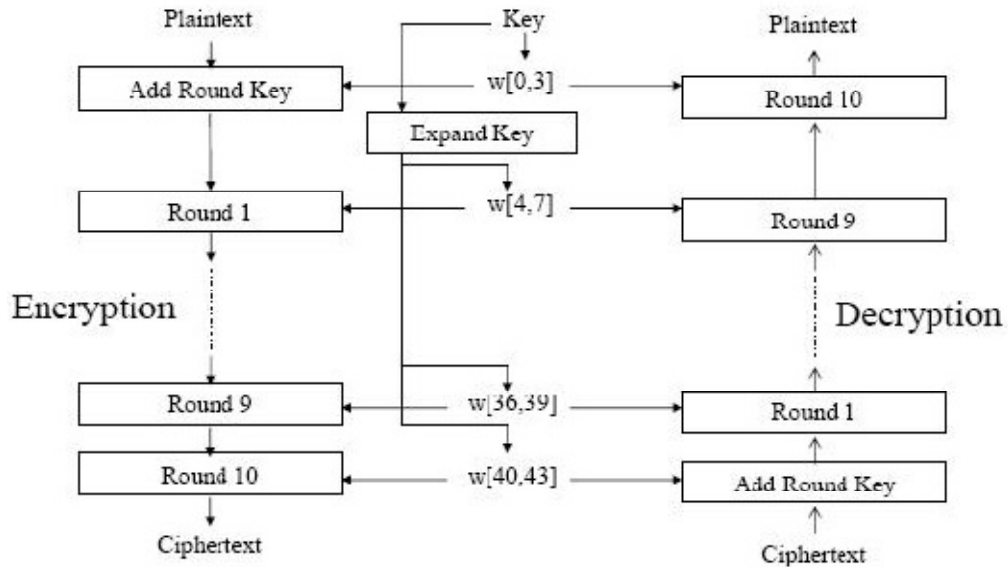 Plaintext
Key
Plaintext
Add Round Key
w[0,3]
Round 10
Expand Key
Round 1
w[4,7]
Round 9
Encryption
Decryption
Round 9
w[36,39]
Round 1
Round 10
w[40,43]
Add Round Key
Ciphertext
Ciphertext